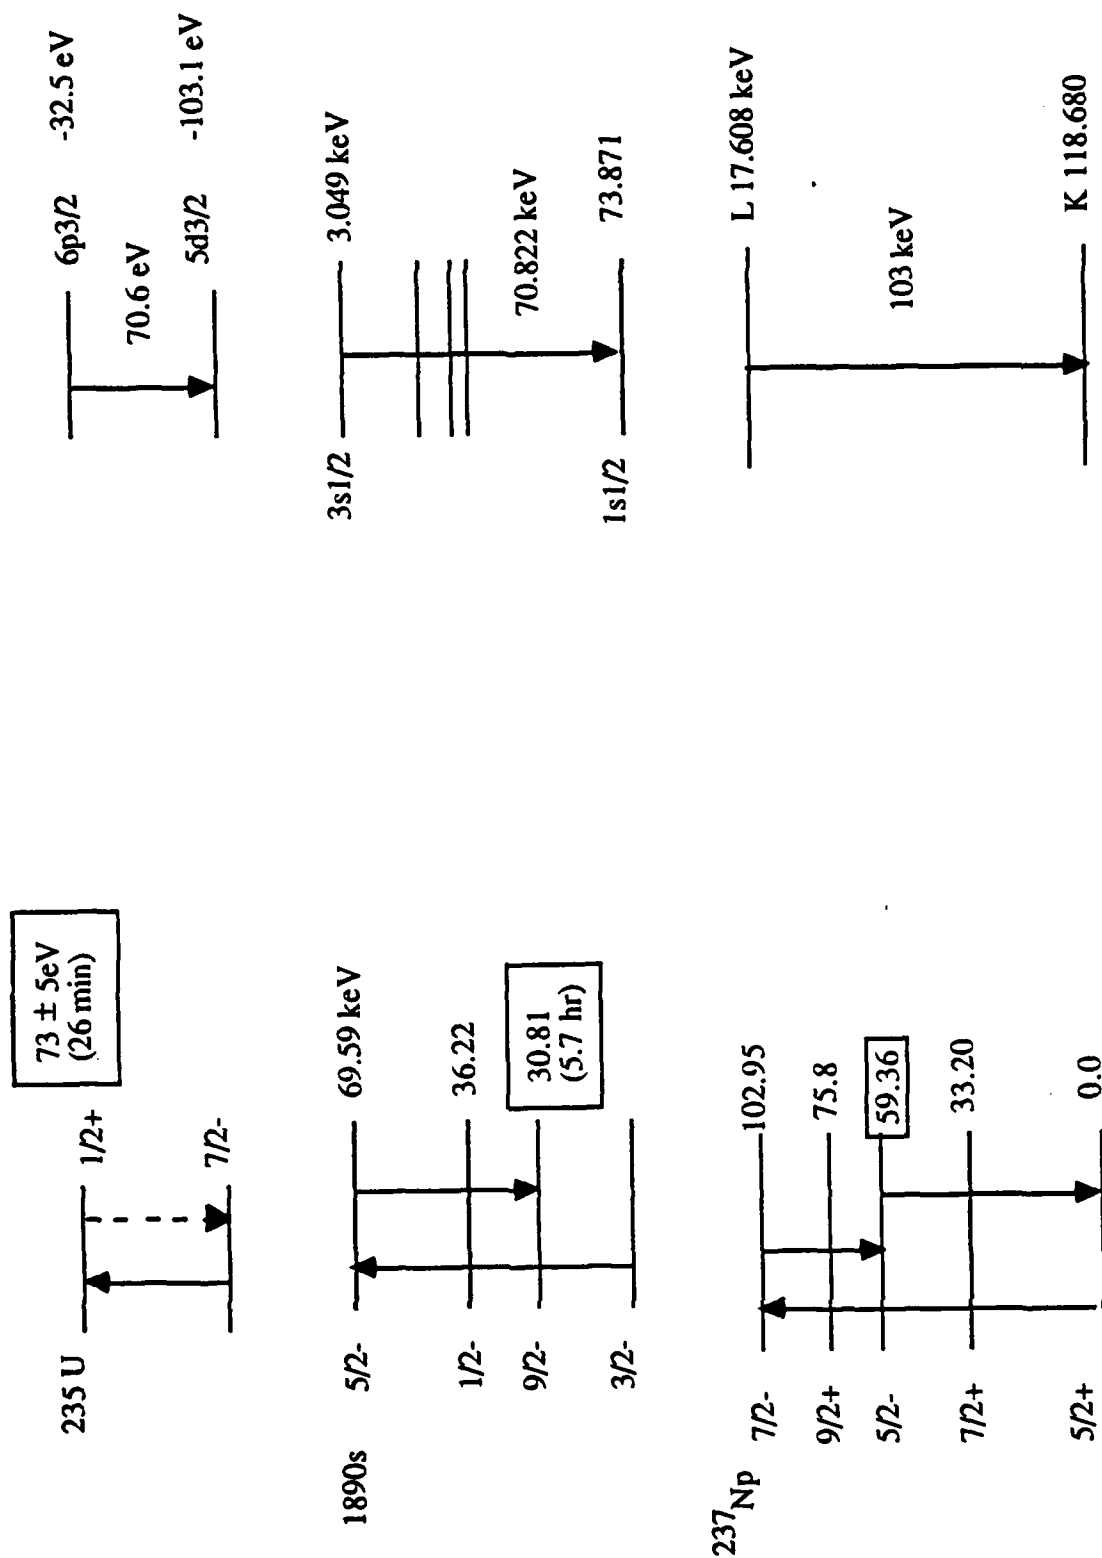 235 U
1/2+
7/2-
73 ± 5eV
(26 min)
6p3/2 -32.5 eV
70.6 eV
5d3/2 -103.1 eV
1890s
5/2- 69.59 keV
1/2- 36.22
9/2- 30.81
(5.7 hr)
3/2-
3s1/2 3.049 keV
70.822 keV
1s1/2 73.871
237Np
7/2- 102.95
9/2+ 75.8
5/2- 59.36
7/2+ 33.20
5/2+ 0.0
L 17.608 keV
103 keV
K 118.680